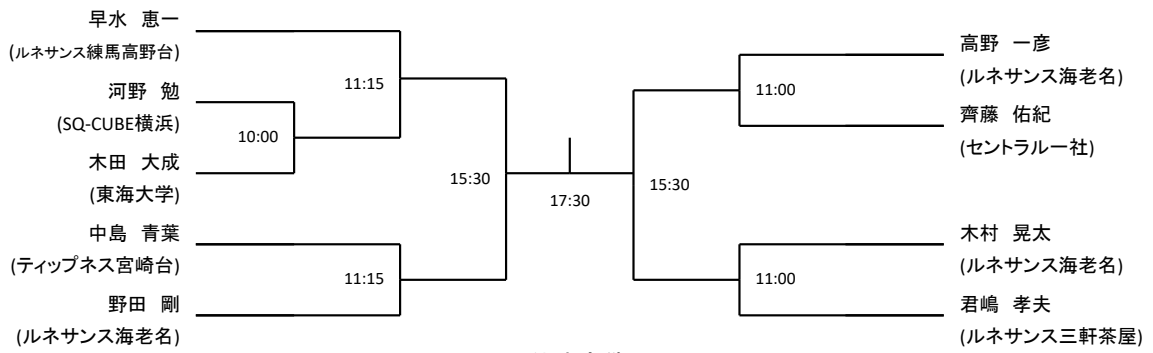 早水　恵一
(ルネサンス練馬高野台)
11:15
河野　勉
(SQ-CUBE横浜)
10:00
木田　大成
(東海大学)
15:30
中島　青葉
(ティップネス宮崎台)
11:15
野田　剛
(ルネサンス海老名)
17:30
高野　一彦
(ルネサンス海老名)
11:00
齊藤　佑紀
(セントラル一社)
15:30
木村　晃太
(ルネサンス海老名)
11:00
君嶋　孝夫
(ルネサンス三軒茶屋)